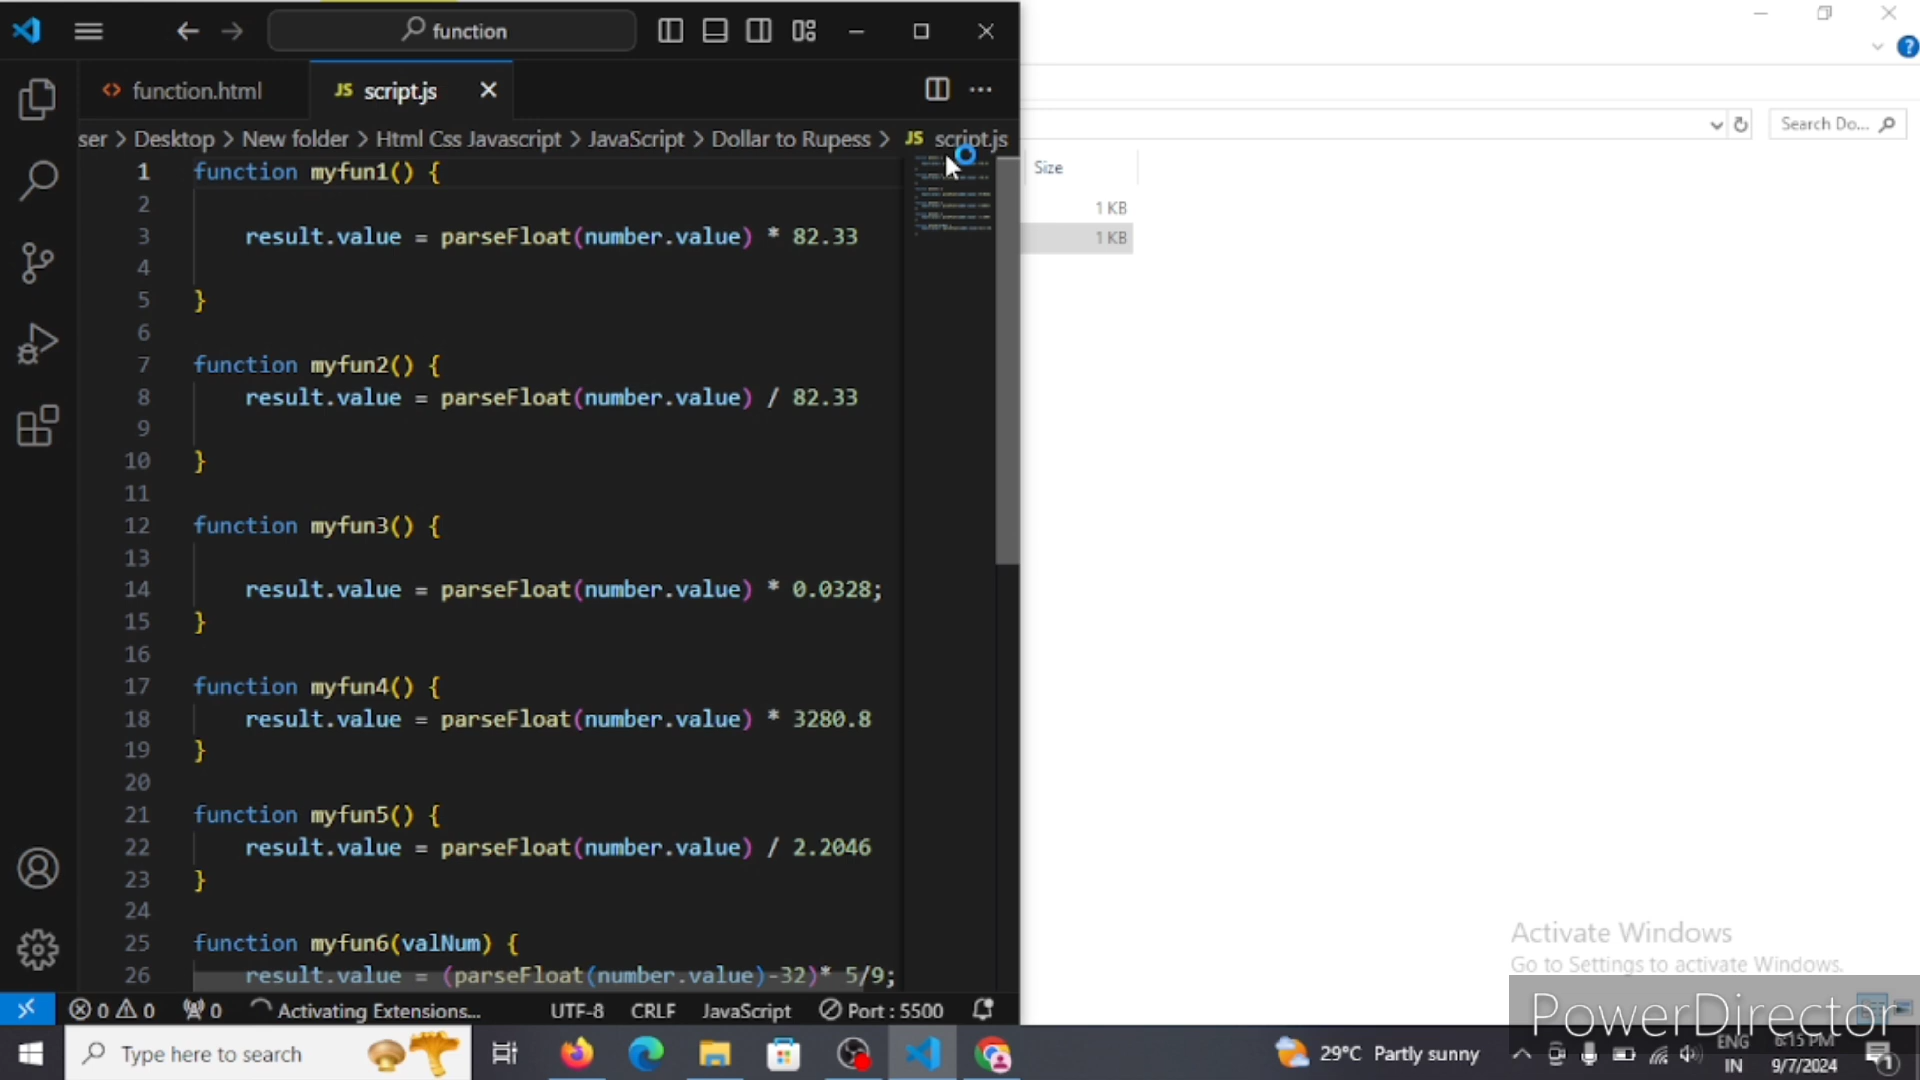 function
function.html
JS script.js
ser > Desktop > New folder > Html Css Javascript > JavaScript > Dollar to Rupess > JS script.js
1 function myfun1() {
2
3 result.value = parseFloat(number.value) * 82.33
4
5 }
6
7 function myfun2() {
8 result.value = parseFloat(number.value) / 82.33
9
10 }
11
12 function myfun3() {
13
14 result.value = parseFloat(number.value) * 0.0328;
15 }
16
17 function myfun4() {
18 result.value = parseFloat(number.value) * 3280.8
19 }
20
21 function myfun5() {
22 result.value = parseFloat(number.value) / 2.2046
23 }
24
25 function myfun6(valNum) {
26 result.value = (parseFloat(number.value)-32)* 5/9;
0 0 0 Activating Extensions... UTF-8 CRLF JavaScript Port : 5500
Search Do...
Size
1 KB
1 KB
Activate Windows
Go to Settings to activate Windows.
PowerDirector
Type here to search
29°C Partly sunny
ENG
IN
6:15 PM
9/7/2024
1